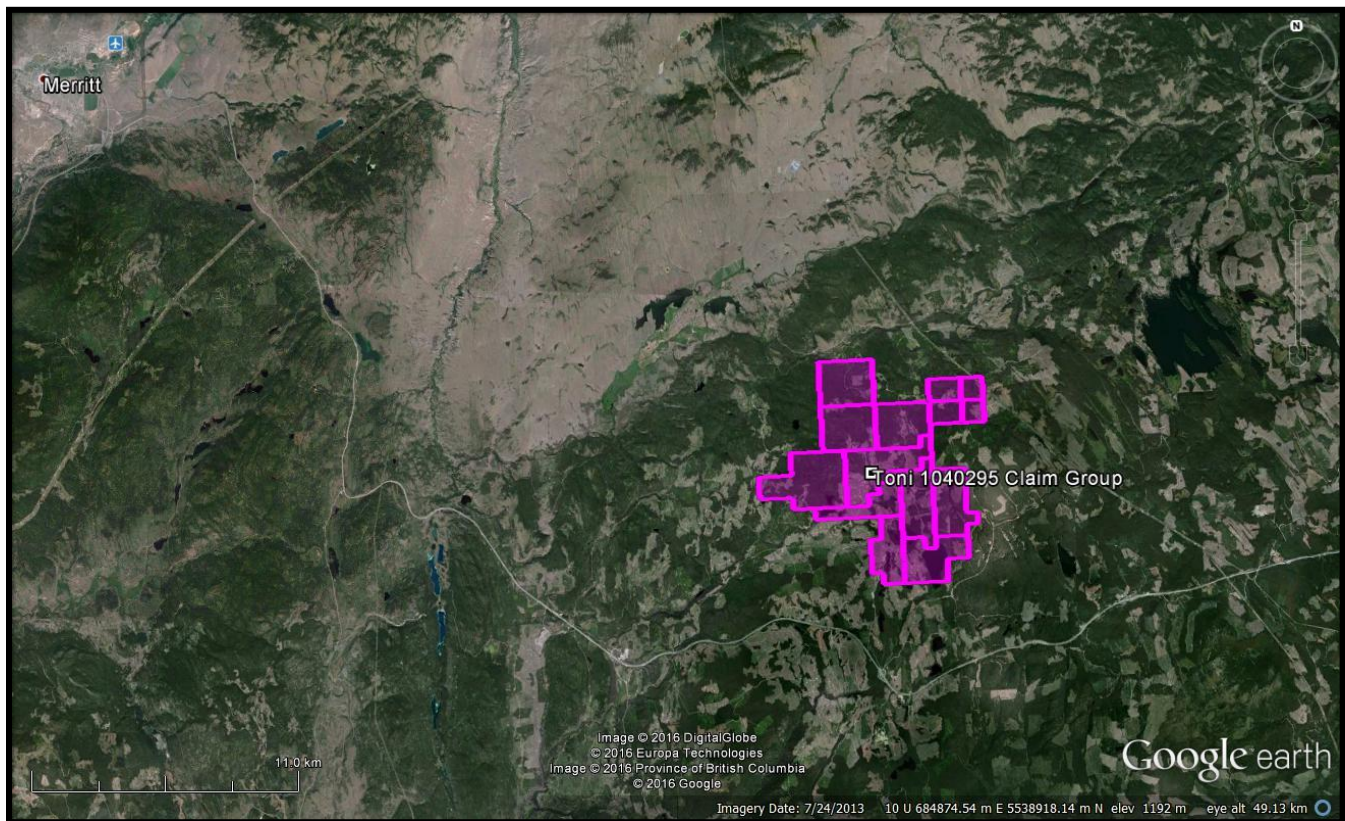 N
Merritt
Toni 1040295 Claim Group
11.0 km
Image © 2016 DigitalGlobe
© 2016 Europa Technologies
Image © 2016 Province of British Columbia
© 2016 Google
Google earth
Imagery Date: 7/24/2013 10 U 684874.54 m E 5538918.14 m N elev 1192 m eye alt 49.13 km